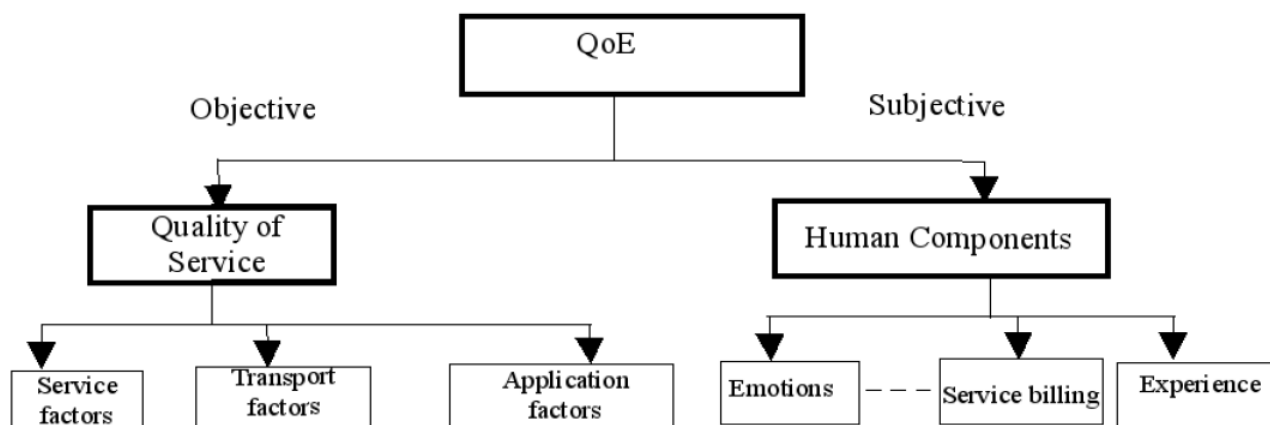 QoE
Objective
Subjective
Quality of
Service
Human Components
Service
factors
Transport
factors
Application
factors
Emotions
Service billing
Experience